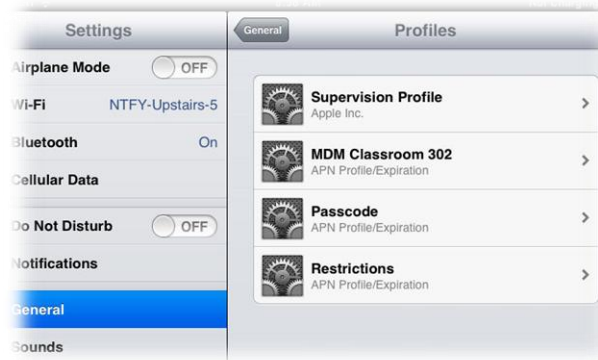 Settings
General
Profiles
Airplane Mode
OFF
Wi-Fi
NTFY-Upstairs-5
Bluetooth
On
Cellular Data
Do Not Disturb
OFF
Notifications
General
Sounds
Supervision Profile
Apple Inc.
MDM Classroom 302
APN Profile/Expiration
Passcode
APN Profile/Expiration
Restrictions
APN Profile/Expiration